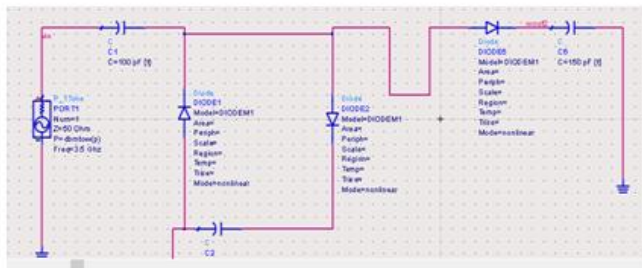 C
C1
C=100 pF {t}
P_1Tone
PORT1
Num=1
Z=50 Ohm
P=dbmtow(p)
Freq=3.5 GHz
Diode
DIODE1
Model=DIODEM1
Area=
Periph=
Scale=
Region=
Temp=
Trise=
Mode=nonlinear
Diode
DIODE2
Model=DIODEM1
Area=
Periph=
Scale=
Region=
Temp=
Trise=
Mode=nonlinear
C
C2
Diode
DIODE5
Model=DIODEM1
Area=
Periph=
Scale=
Region=
Temp=
Trise=
Mode=nonlinear
C
C=150 pF {t}